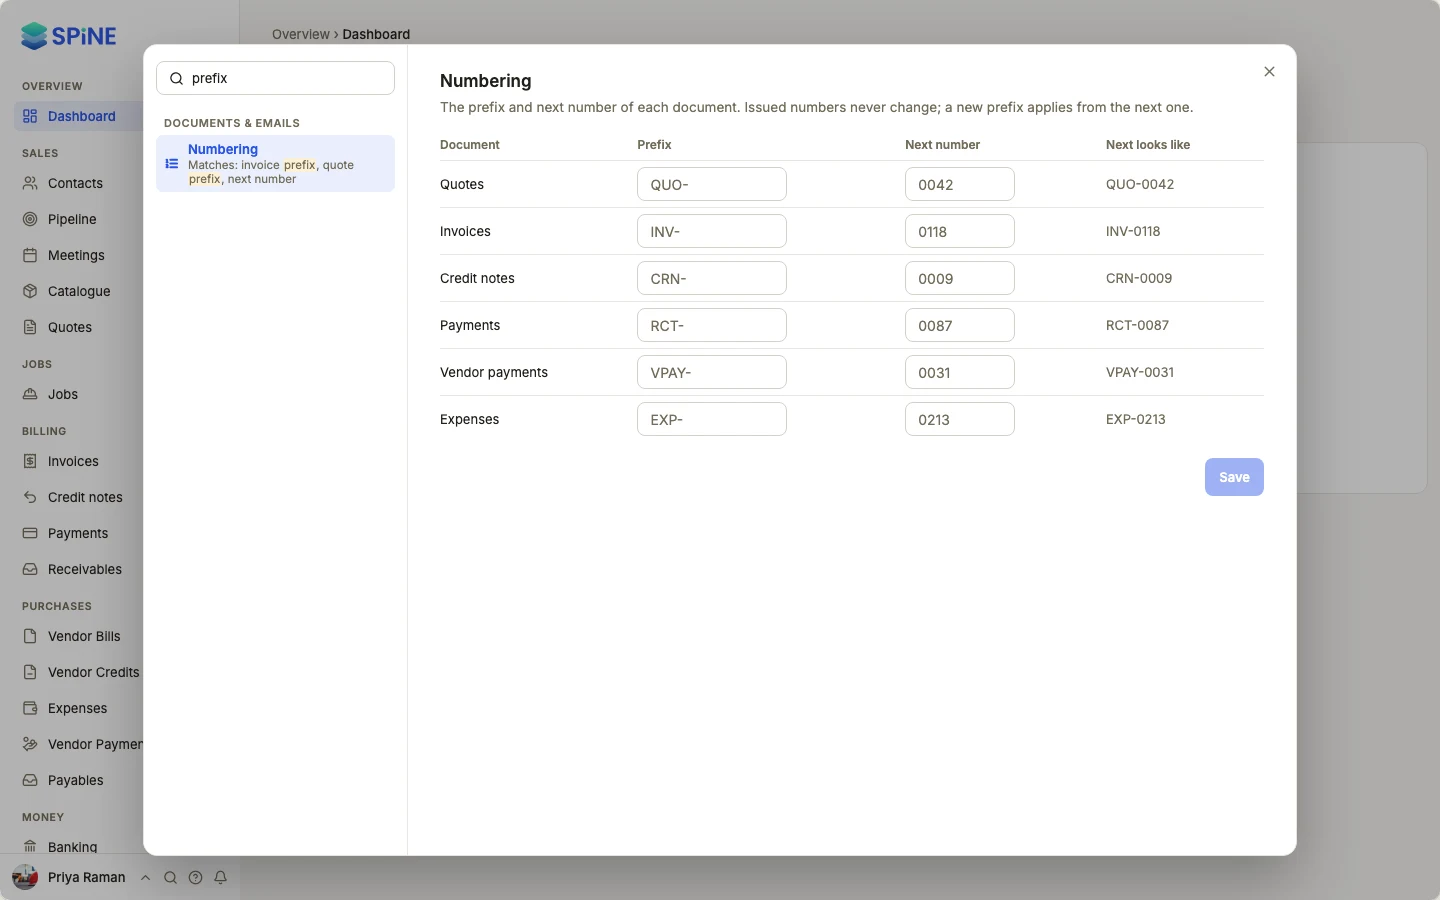 SPiNE
OVERVIEW
Dashboard
SALES
Contacts
Pipeline
Meetings
Catalogue
Quotes
JOBS
Jobs
BILLING
Invoices
Credit notes
Payments
Receivables
PURCHASES
Vendor Bills
Vendor Credits
Expenses
Vendor Paymen
Payables
MONEY
Banking
Priya Raman
Overview › Dashboard
prefix
DOCUMENTS & EMAILS
Numbering
Matches: invoice prefix, quote
prefix, next number
Numbering
The prefix and next number of each document. Issued numbers never change; a new prefix applies from the next one.
Document Prefix Next number Next looks like
Quotes QUO- 0042 QUO-0042
Invoices INV- 0118 INV-0118
Credit notes CRN- 0009 CRN-0009
Payments RCT- 0087 RCT-0087
Vendor payments VPAY- 0031 VPAY-0031
Expenses EXP- 0213 EXP-0213
Save